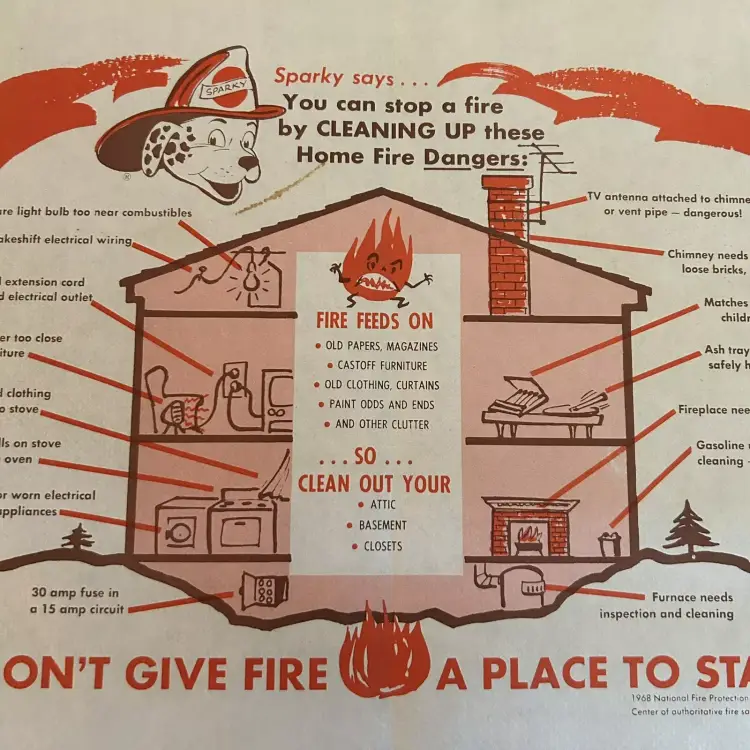 SPARKY
Sparky says . . .
You can stop a fire
by CLEANING UP these
Home Fire Dangers:
are light bulb too near combustibles
akeshift electrical wiring
extension cord
electrical outlet
er too close
iture
clothing
o stove
lls on stove
oven
or worn electrical
appliances
30 amp fuse in
a 15 amp circuit
FIRE FEEDS ON
• OLD PAPERS, MAGAZINES
• CASTOFF FURNITURE
• OLD CLOTHING, CURTAINS
• PAINT ODDS AND ENDS
• AND OTHER CLUTTER
. . . SO . . .
CLEAN OUT YOUR
• ATTIC
• BASEMENT
• CLOSETS
TV antenna attached to chimne
or vent pipe — dangerous!
Chimney needs
loose bricks,
Matches
childr
Ash tray
safely h
Fireplace nee
Gasoline
cleaning -
Furnace needs
inspection and cleaning
ON'T GIVE FIRE A PLACE TO STA
1968 National Fire Protection
Center of authoritative fire sa